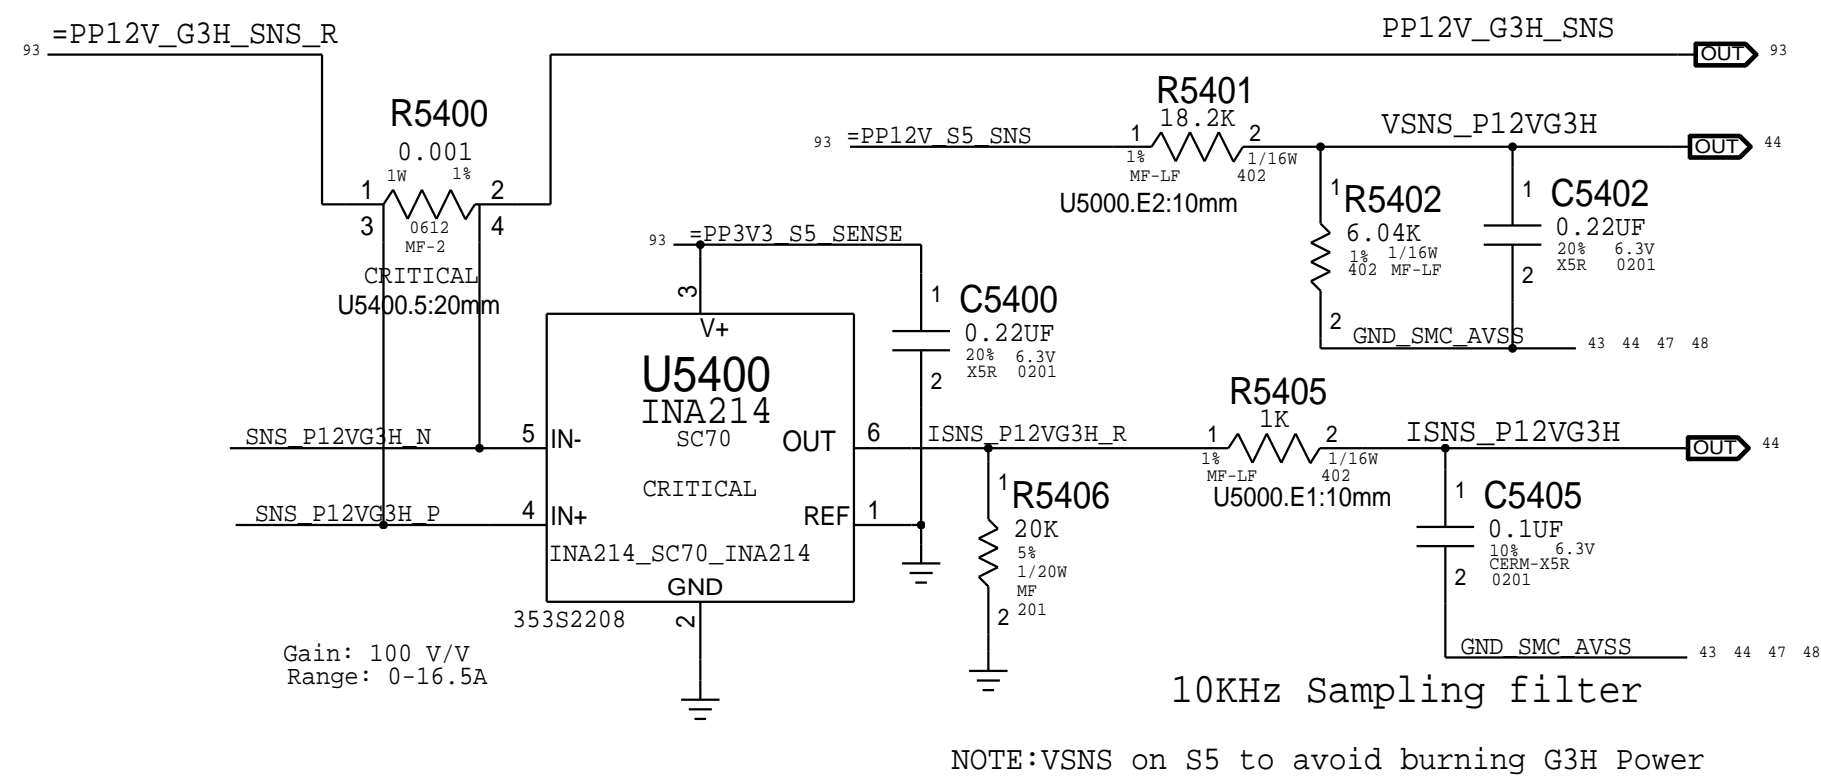 =PP12V_G3H_SNS_R
93
PP12V_G3H_SNS
OUT
93
R5400
0.001
1W 1%
1 2
3 4
0612
MF-2
CRITICAL
U5400.5:20mm
93
=PP12V_S5_SNS
R5401
18.2K
1 2
1% 1/16W
MF-LF 402
U5000.E2:10mm
VSNS_P12VG3H
OUT
44
1
R5402
6.04K
1% 1/16W
402 MF-LF
2
1
C5402
0.22UF
20% 6.3V
X5R 0201
2
GND_SMC_AVSS
43 44 47 48
93
=PP3V3_S5_SENSE
3
V+
U5400
INA214
SC70
CRITICAL
INA214_SC70_INA214
GND
2
353S2208
1
C5400
0.22UF
20% 6.3V
X5R 0201
2
SNS_P12VG3H_N
5
IN-
SNS_P12VG3H_P
4
IN+
OUT
6
ISNS_P12VG3H_R
REF
1
R5405
1K
1 2
1% 1/16W
MF-LF 402
U5000.E1:10mm
ISNS_P12VG3H
OUT
44
1
R5406
20K
5%
1/20W
MF
201
2
1
C5405
0.1UF
10% 6.3V
CERM-X5R
0201
2
GND_SMC_AVSS
43 44 47 48
Gain: 100 V/V
Range: 0-16.5A
10KHz Sampling filter
NOTE:VSNS on S5 to avoid burning G3H Power